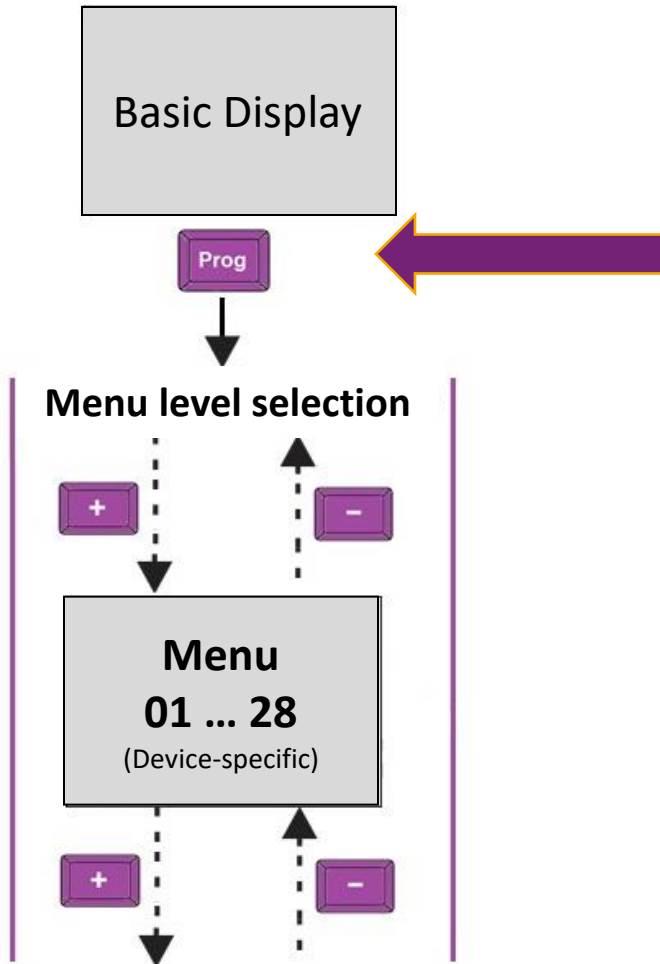 Basic Display
Prog
Menu level selection
+
-
Menu
01 ... 28
(Device-specific)
+
-